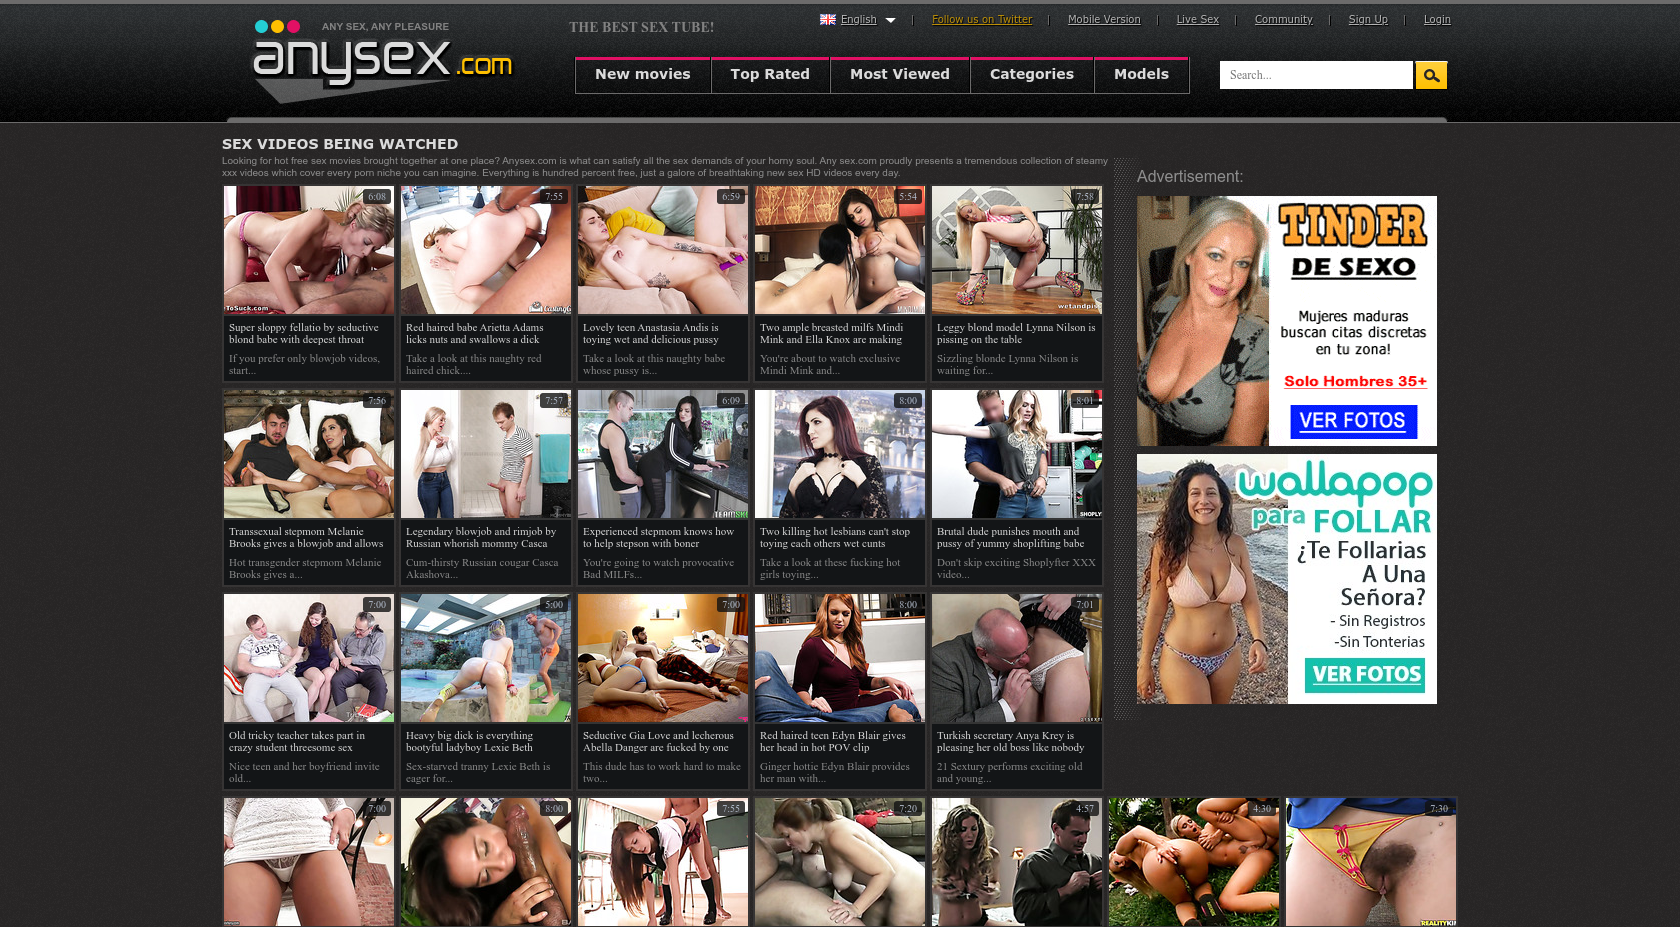 ANY SEX, ANY PLEASURE
anysex.com
THE BEST SEX TUBE!
English
Follow us on Twitter
Mobile Version
Live Sex
Community
Sign Up
Login
New movies
Top Rated
Most Viewed
Categories
Models
Search...
SEX VIDEOS BEING WATCHED
Looking for hot free sex movies brought together at one place? Anysex.com is what can satisfy all the sex demands of your horny soul. Any sex.com proudly presents a tremendous collection of steamy
xxx videos which cover every porn niche you can imagine. Everything is hundred percent free, just a galore of breathtaking new sex HD videos every day.
6:08
Super sloppy fellatio by seductive
blond babe with deepest throat
If you prefer only blowjob videos,
start...
7:55
Red haired babe Arietta Adams
licks nuts and swallows a dick
Take a look at this naughty red
haired chick....
6:59
Lovely teen Anastasia Andis is
toying wet and delicious pussy
Take a look at this naughty babe
whose pussy is...
5:54
Two ample breasted milfs Mindi
Mink and Ella Knox are making
You're about to watch exclusive
Mindi Mink and...
7:58
Leggy blond model Lynna Nilson is
pissing on the table
Sizzling blonde Lynna Nilson is
waiting for...
7:56
Transsexual stepmom Melanie
Brooks gives a blowjob and allows
Hot transgender stepmom Melanie
Brooks gives a...
7:57
Legendary blowjob and rimjob by
Russian whorish mommy Casca
Cum-thirsty Russian cougar Casca
Akashova...
6:09
Experienced stepmom knows how
to help stepson with boner
You're going to watch provocative
Bad MILFs...
8:00
Two killing hot lesbians can't stop
toying each others wet cunts
Take a look at these fucking hot
girls toying...
8:01
Brutal dude punishes mouth and
pussy of yummy shoplifting babe
Don't skip exciting Shoplyfter XXX
video...
7:00
Old tricky teacher takes part in
crazy student threesome sex
Nice teen and her boyfriend invite
old...
5:00
Heavy big dick is everything
bootyful ladyboy Lexie Beth
Sex-starved tranny Lexie Beth is
eager for...
7:00
Seductive Gia Love and lecherous
Abella Danger are fucked by one
This dude has to work hard to make
two...
8:00
Red haired teen Edyn Blair gives
her head in hot POV clip
Ginger hottie Edyn Blair provides
her man with...
7:01
Turkish secretary Anya Krey is
pleasing her old boss like nobody
21 Sextury performs exciting old
and young...
7:00
8:00
7:55
7:20
4:57
4:30
7:30
Advertisement:
TINDER
DE SEXO
Mujeres maduras
buscan citas discretas
en tu zona!
Solo Hombres 35+
VER FOTOS
wallapop
para FOLLAR
¿Te Follarias
A Una
Señora?
- Sin Registros
-Sin Tonterias
VER FOTOS